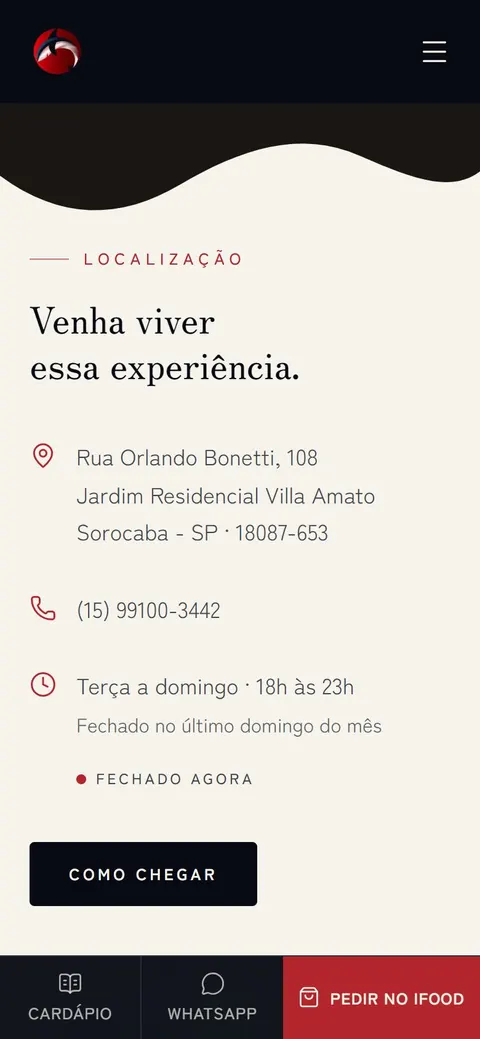 LOCALIZAÇÃO
Venha viver
essa experiência.
Rua Orlando Bonetti, 108
Jardim Residencial Villa Amato
Sorocaba - SP · 18087-653
(15) 99100-3442
Terça a domingo · 18h às 23h
Fechado no último domingo do mês
FECHADO AGORA
COMO CHEGAR
CARDÁPIO
WHATSAPP
PEDIR NO IFOOD